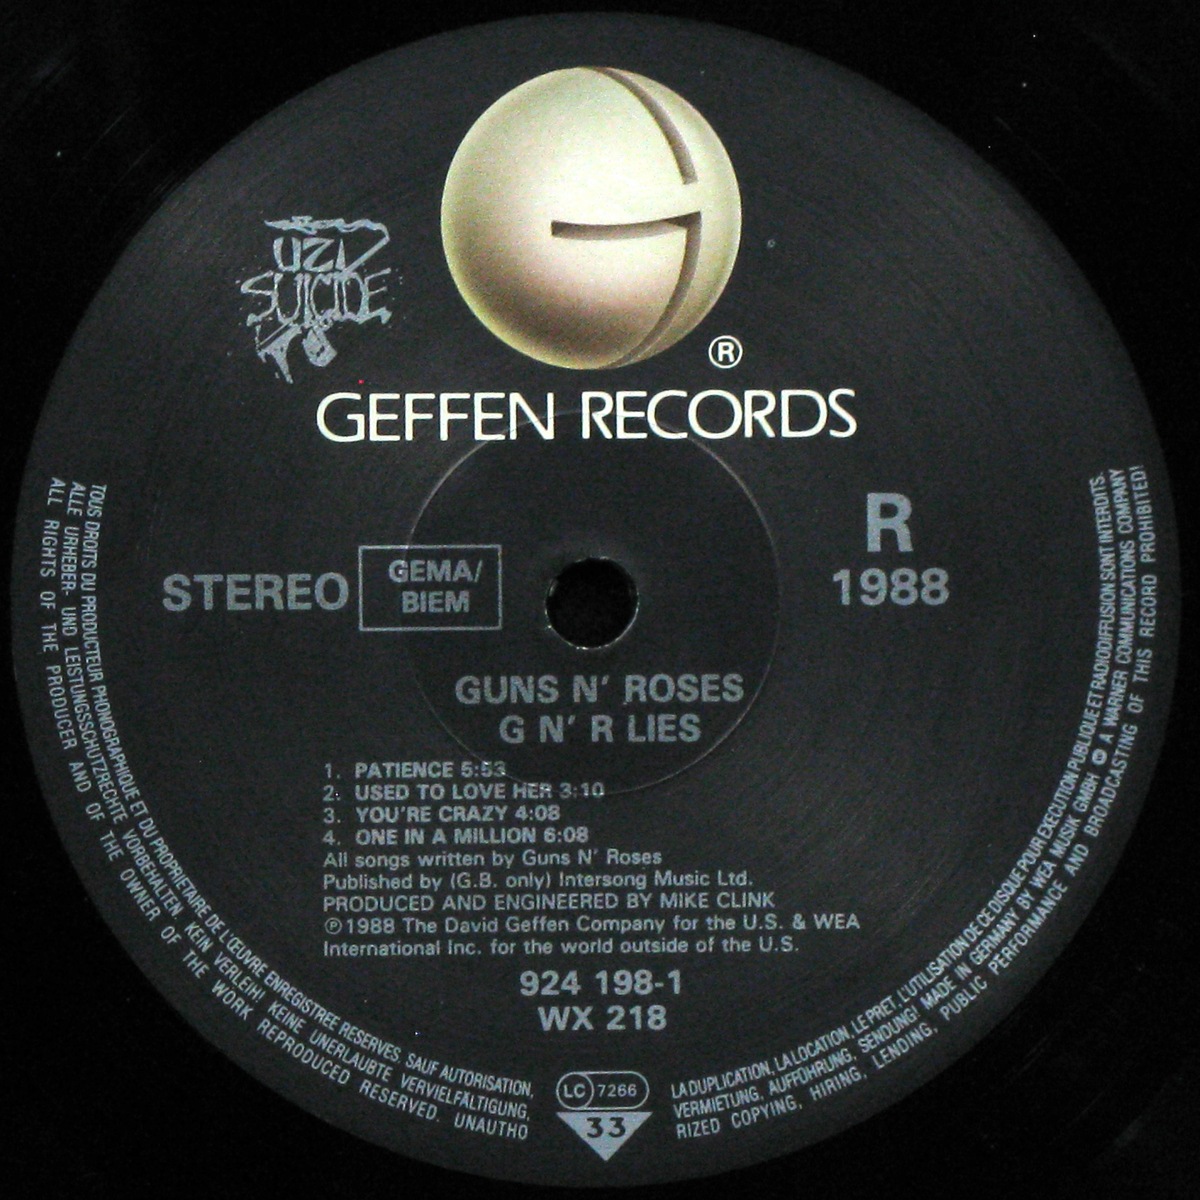 UZI
SUICIDE
®
GEFFEN RECORDS
STEREO
GEMA/
BIEM
R
1988
GUNS N' ROSES
G N' R LIES
1. PATIENCE 5:53
2. USED TO LOVE HER 3:10
3. YOU'RE CRAZY 4:08
4. ONE IN A MILLION 6:08
All songs written by Guns N' Roses
Published by (G.B. only) Intersong Music Ltd.
PRODUCED AND ENGINEERED BY MIKE CLINK
℗1988 The David Geffen Company for the U.S. & WEA
International Inc. for the world outside of the U.S.
924 198-1
WX 218
LC 7266
33
TOUS DROITS DU PRODUCTEUR PHONOGRAPHIQUE ET DU PROPRIETAIRE DE L'ŒUVRE ENREGISTREE RESERVES. SAUF AUTORISATION, LA DUPLICATION, LA LOCATION, LE PRET, L'UTILISATION DE CE DISQUE POUR EXECUTION PUBLIQUE ET RADIODIFFUSION SONT INTERDITS.
ALLE URHEBER- UND LEISTUNGSSCHUTZRECHTE VORBEHALTEN. KEIN VERLEIH! KEINE UNERLAUBTE VERVIELFÄLTIGUNG, VERMIETUNG, AUFFÜHRUNG, SENDUNG! MADE IN GERMANY BY WEA MUSIK GMBH A WARNER COMMUNICATIONS COMPANY
ALL RIGHTS OF THE PRODUCER AND OF THE OWNER OF THE WORK REPRODUCED RESERVED. UNAUTHORIZED COPYING, HIRING, LENDING, PUBLIC PERFORMANCE AND BROADCASTING OF THIS RECORD PROHIBITED!